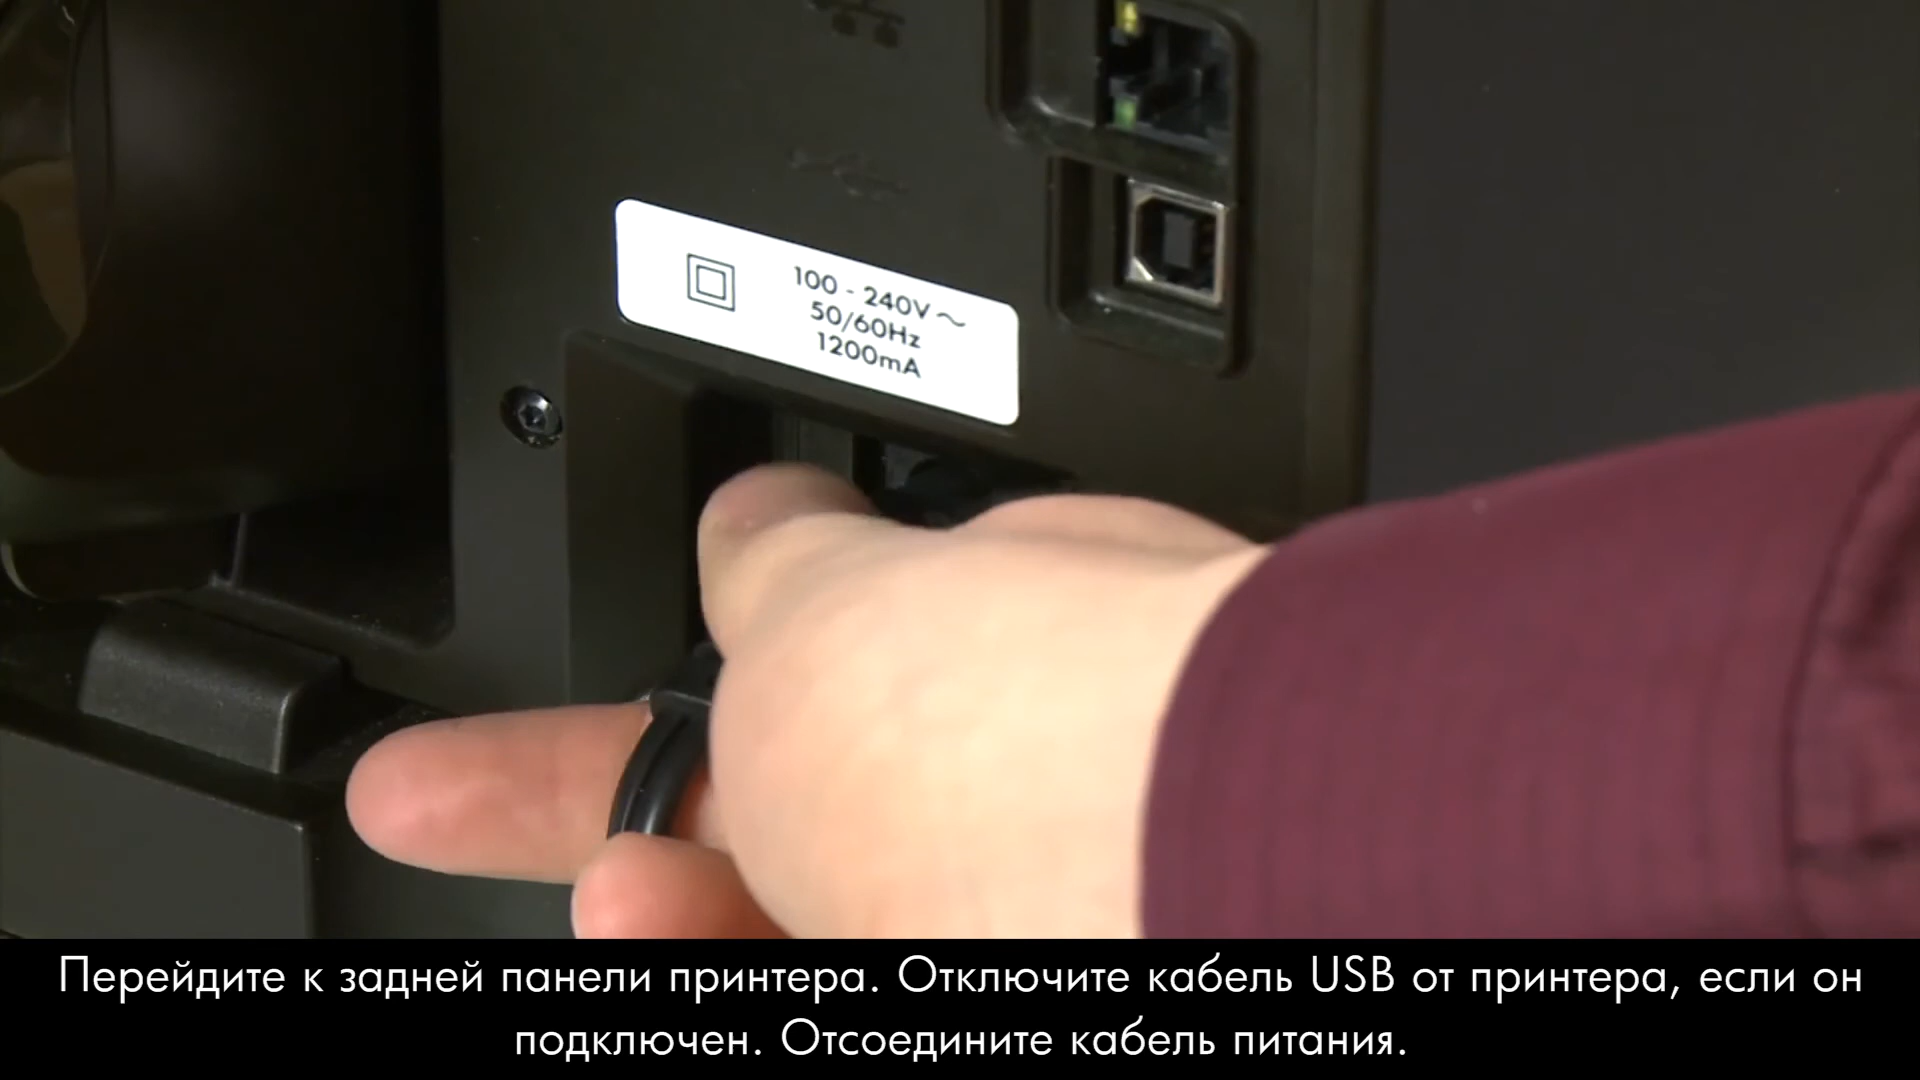 100 - 240V ~
50/60Hz
1200mA
Перейдите к задней панели принтера. Отключите кабель USB от принтера, если он
подключен. Отсоедините кабель питания.